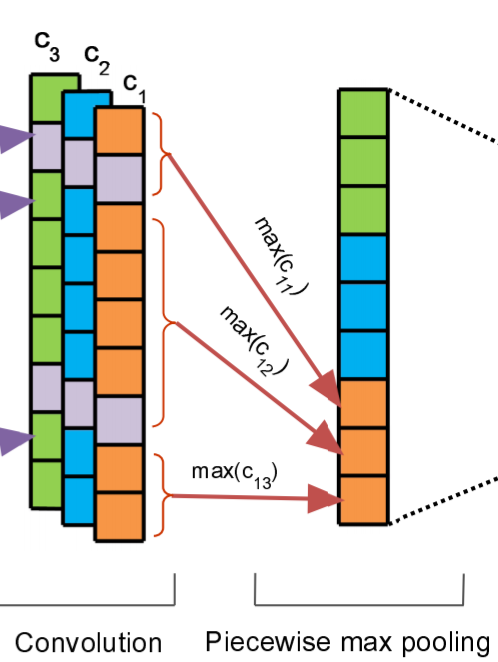 c3
c2
c1
max(c11)
max(c12)
max(c13)
Convolution
Piecewise max pooling